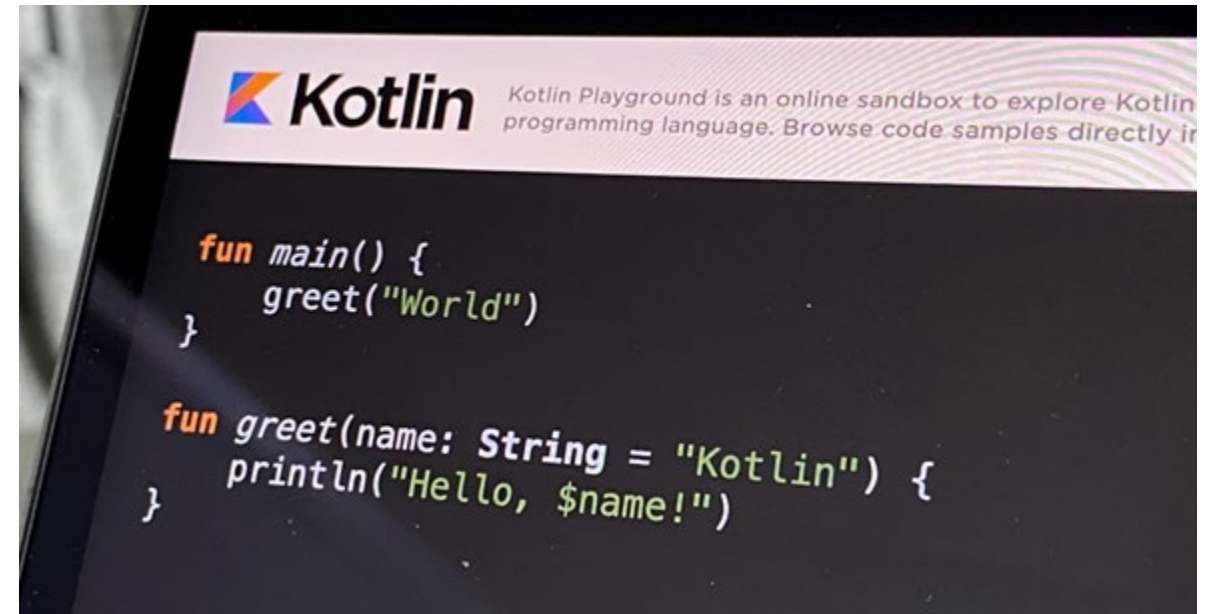 Kotlin
Kotlin Playground is an online sandbox to explore Kotlin
programming language. Browse code samples directly
fun main() {
    greet("World")
}
fun greet(name: String = "Kotlin") {
    println("Hello, $name!")
}